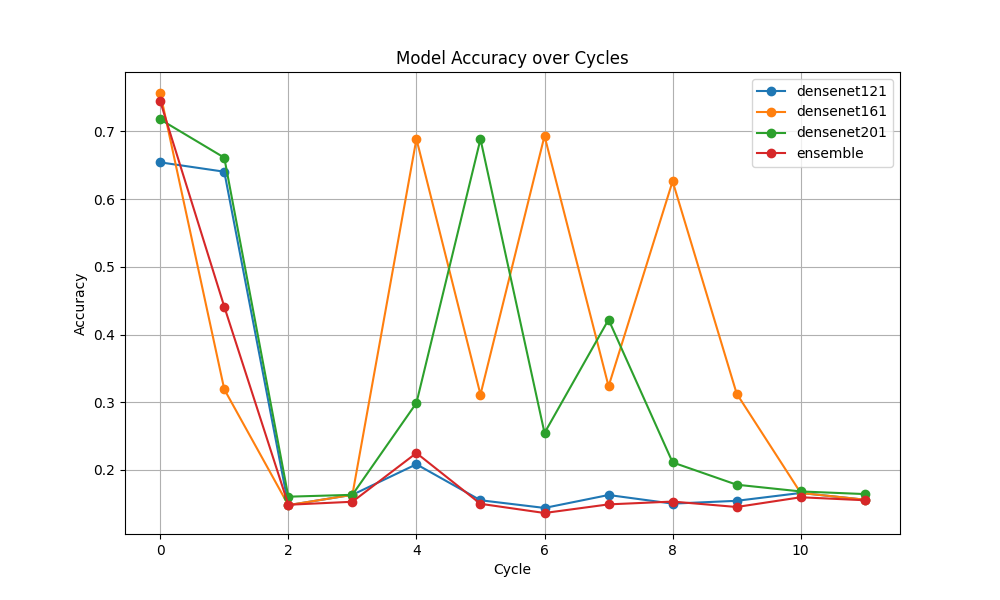 Model Accuracy over Cycles
densenet121
densenet161
densenet201
ensemble
0.7
0.6
0.5
0.4
0.3
0.2
Accuracy
0 2 4 6 8 10
Cycle